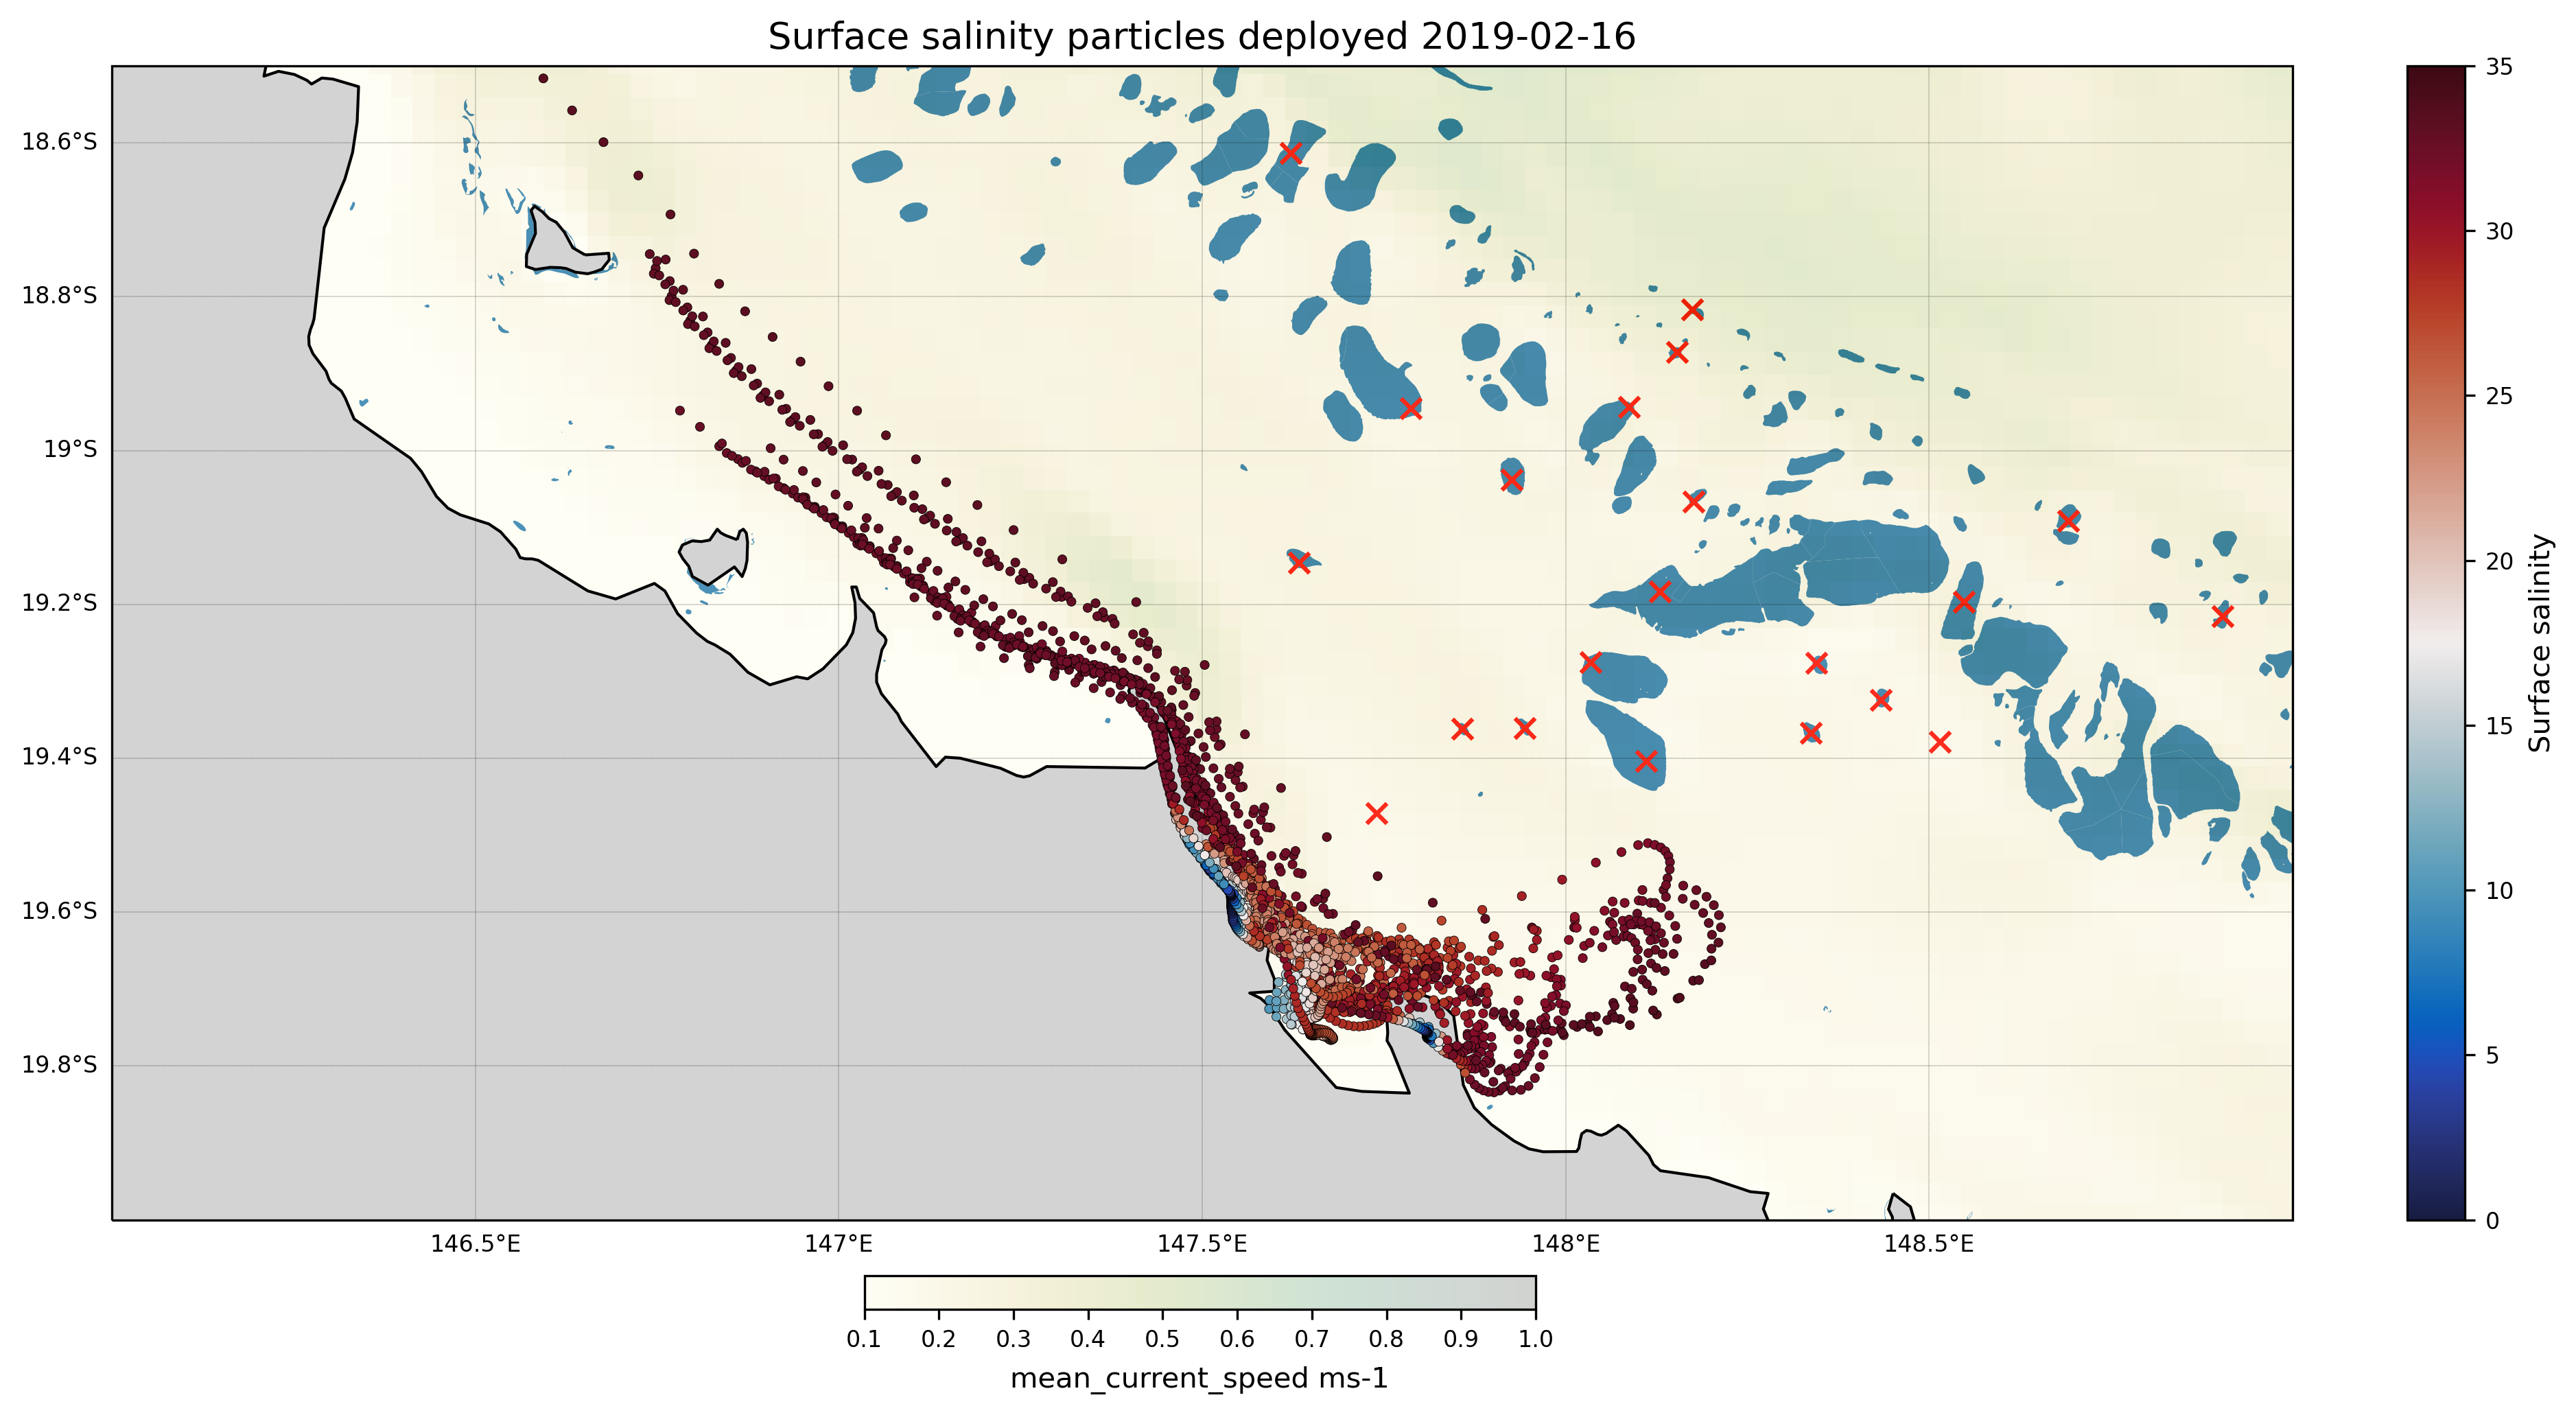 Surface salinity particles deployed 2019-02-16
18.6°S
18.8°S
19°S
19.2°S
19.4°S
19.6°S
19.8°S
146.5°E
147°E
147.5°E
148°E
148.5°E
35
30
25
20
15
10
5
0
Surface salinity
0.1
0.2
0.3
0.4
0.5
0.6
0.7
0.8
0.9
1.0
mean_current_speed ms-1